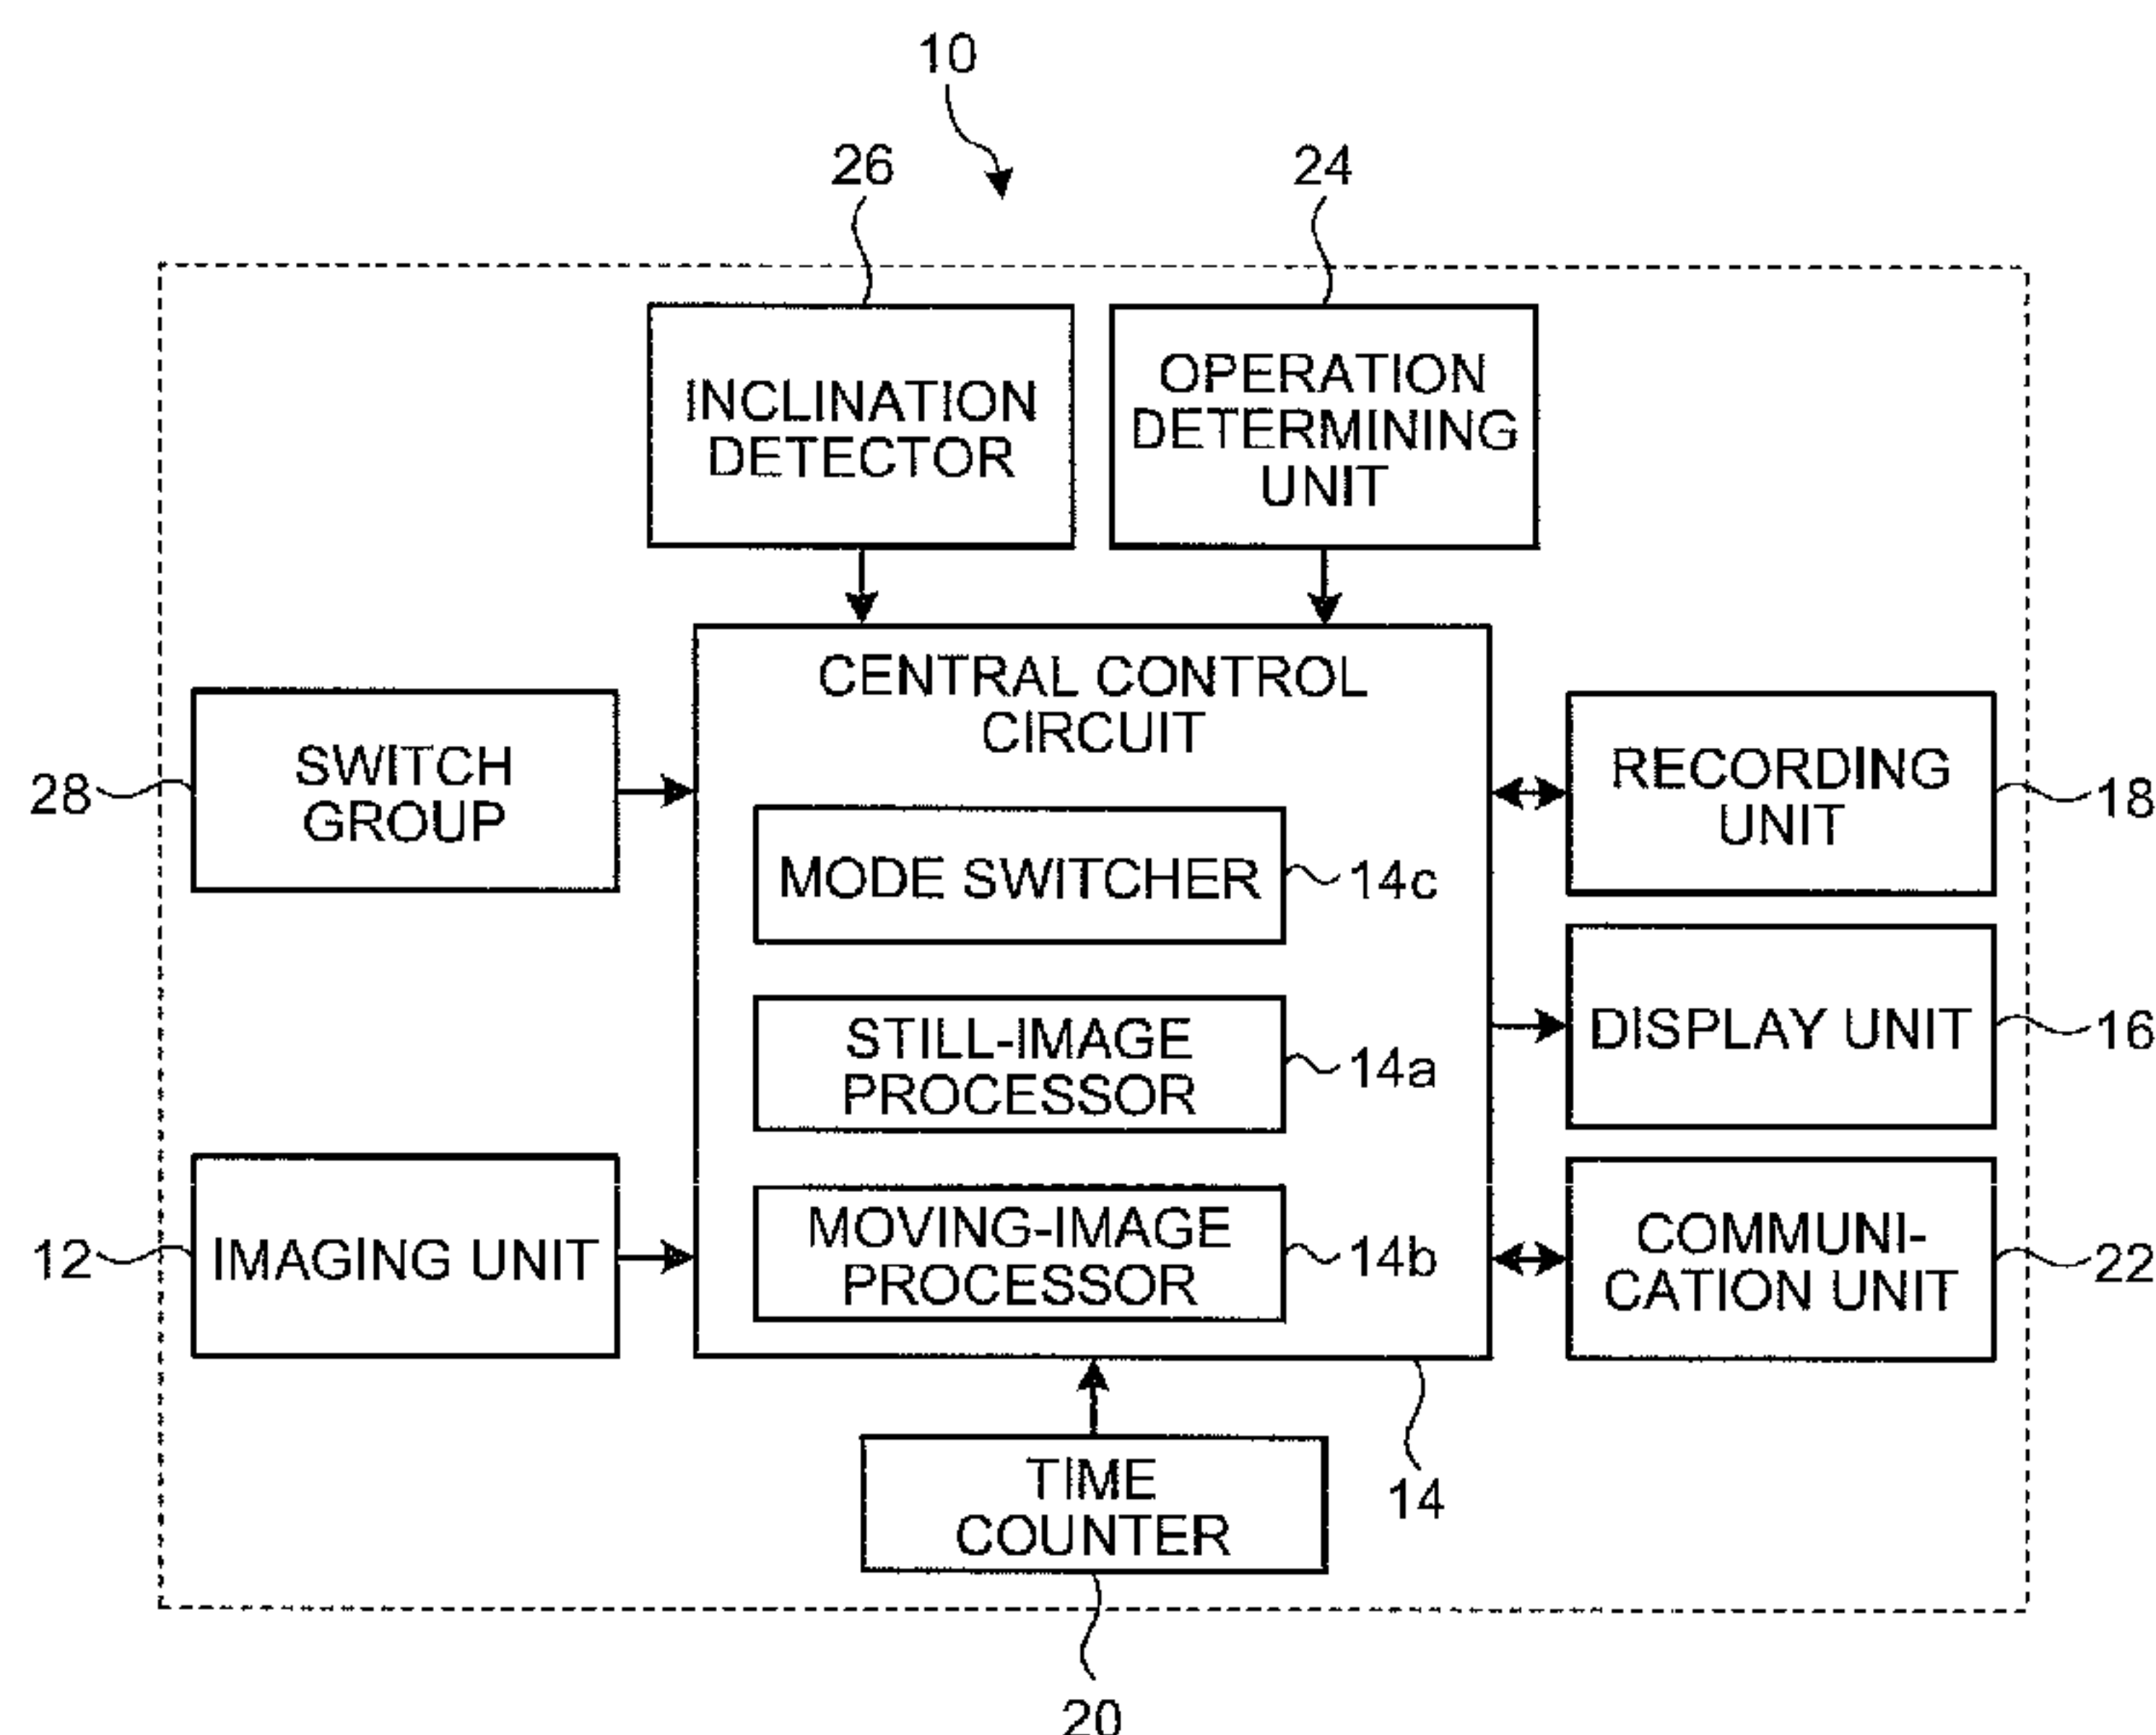 10
26
24
INCLINATION
DETECTOR
OPERATION
DETERMINING
UNIT
CENTRAL CONTROL
CIRCUIT
28
SWITCH
GROUP
RECORDING
UNIT
18
MODE SWITCHER
14c
STILL-IMAGE
PROCESSOR
14a
DISPLAY UNIT
16
12
IMAGING UNIT
MOVING-IMAGE
PROCESSOR
14b
COMMUNI-
CATION UNIT
22
TIME
COUNTER
14
20